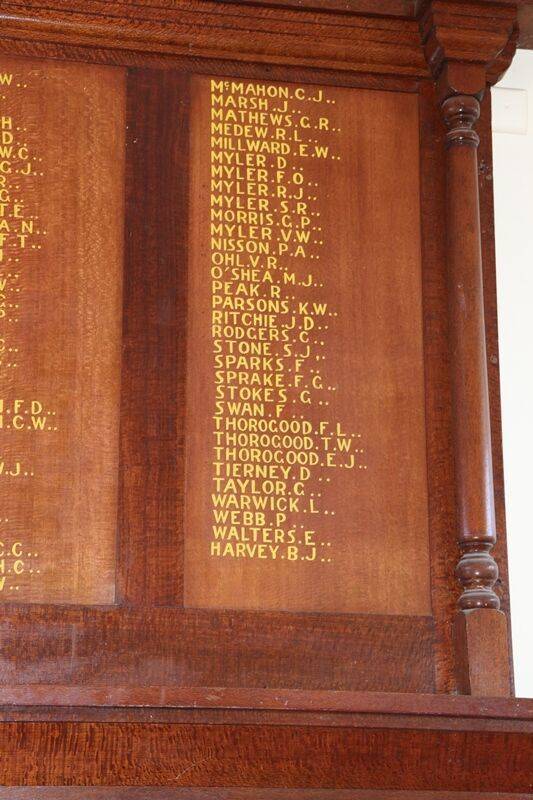 W..
H..
D..
W.C..
G.J..
R..
G..
T.E..
A.N..
F.T..
J.F.D..
H.C.W..
W.J..
C.C..
H.C..
W..
McMAHON.C.J..
MARSH.J..
MATHEWS.G.R..
MEDEW.R.L..
MILLWARD.E.W..
MYLER.D..
MYLER.F.O..
MYLER.R.J..
MYLER.S.R..
MORRIS.G.P..
MYLER.V.W..
NISSON.P.A..
OHL.V.R..
O'SHEA.M.J..
PEAK.R..
PARSONS.K.W..
RITCHIE.J.D..
RODGERS.C..
STONE.S.J..
SPARKS.F..
SPRAKE.F.G..
STOKES.G..
SWAN.F..
THOROGOOD.F.L..
THOROGOOD.T.W..
THOROGOOD.E.J..
TIERNEY.D..
TAYLOR.G..
WARWICK.L..
WEBB.P..
WALTERS.E..
HARVEY.B.J..